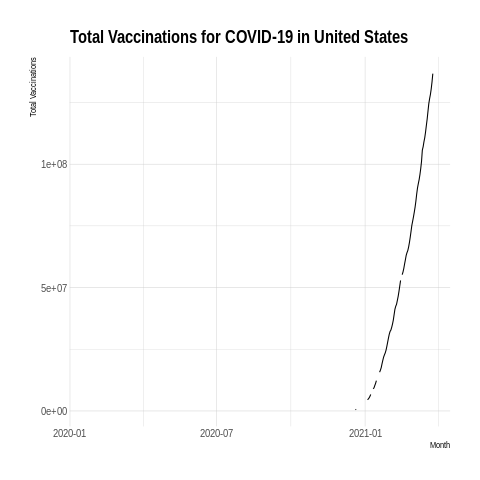 Total Vaccinations for COVID-19 in United States
Total Vaccinations
1e+08
5e+07
0e+00
2020-01
2020-07
2021-01
Month